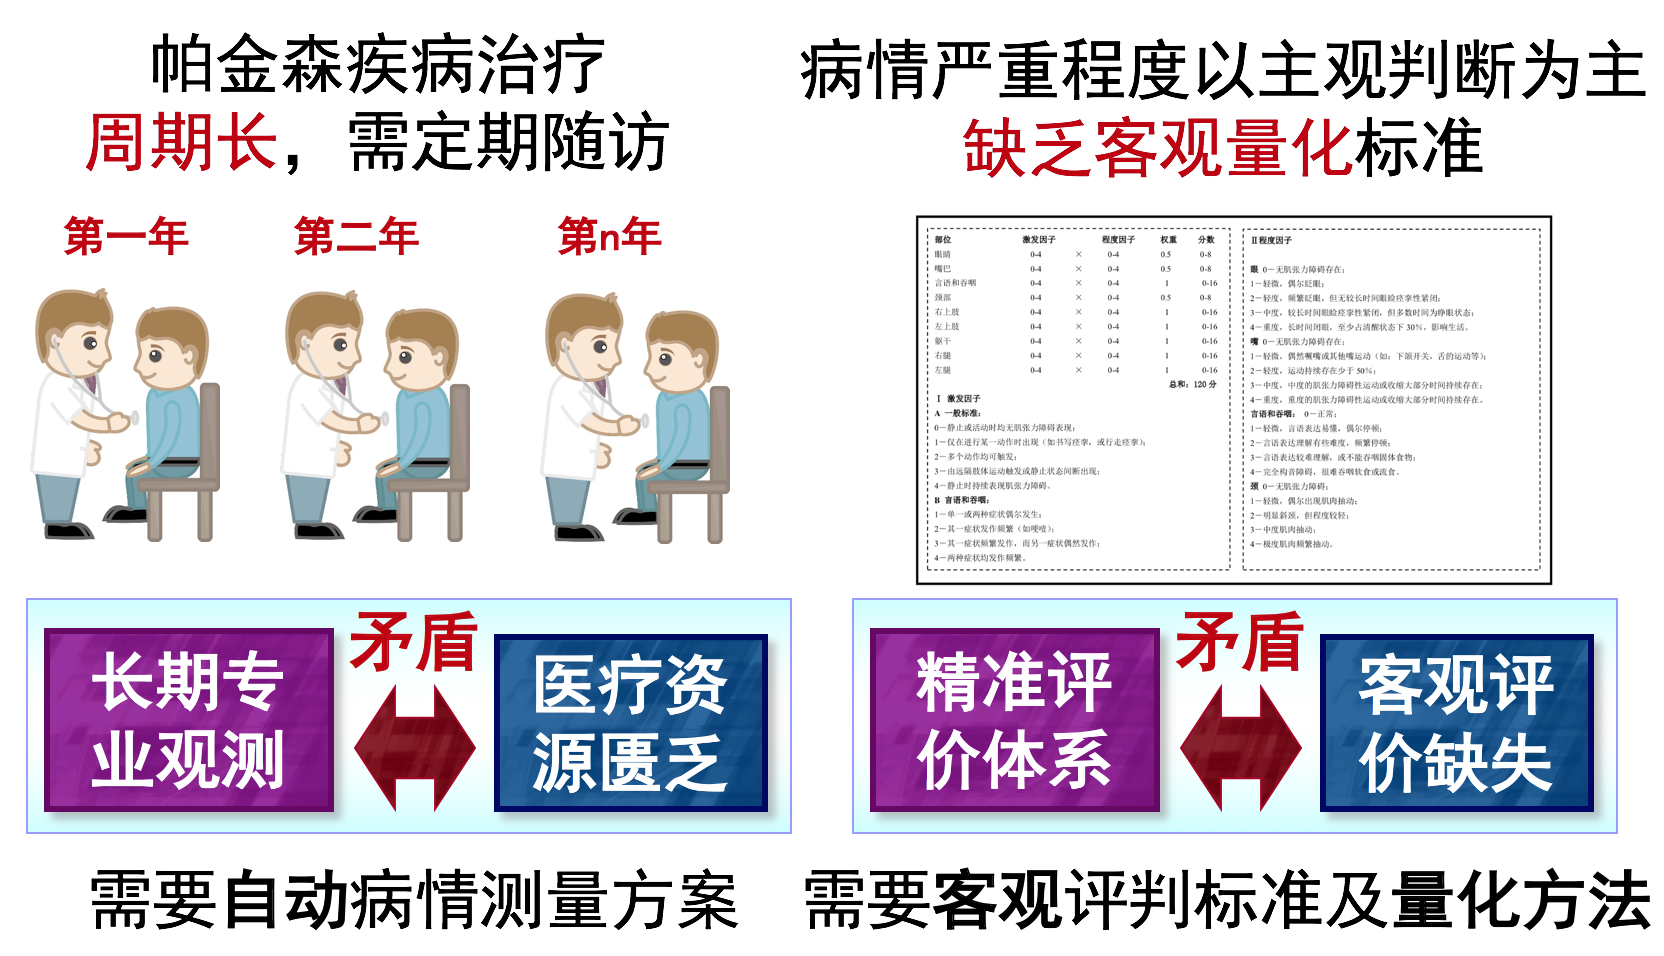 帕金森疾病治疗
周期长，需定期随访
第一年 第二年 第n年
矛盾
长期专
业观测
医疗资
源匮乏
需要自动病情测量方案
病情严重程度以主观判断为主
缺乏客观量化标准
部位 激发因子 程度因子 权重 分数
眼睛 0-4 × 0-4 0.5 0-8
嘴巴 0-4 × 0-4 0.5 0-8
言语和吞咽 0-4 × 0-4 1 0-16
颈部 0-4 × 0-4 0.5 0-8
右上肢 0-4 × 0-4 1 0-16
左上肢 0-4 × 0-4 1 0-16
躯干 0-4 × 0-4 1 0-16
右腿 0-4 × 0-4 1 0-16
左腿 0-4 × 0-4 1 0-16
总和：120 分
Ⅰ 激发因子
A 一般标准：
0－静止或活动时均无肌张力障碍表现；
1－仅在进行某一动作时出现（如书写痉挛，或行走痉挛）；
2－多个动作均可触发；
3－由远隔肢体运动触发或静止状态间断出现；
4－静止时持续表现肌张力障碍。
B 言语和吞咽：
1－单一或两种症状偶尔发生；
2－其一症状发作频繁（如哽噎）；
3－其一症状频繁发作，而另一症状偶然发作；
4－两种症状均发作频繁。
Ⅱ程度因子
眼 0－无肌张力障碍存在；
1－轻微，偶尔眨眼；
2－轻度，频繁眨眼，但无较长时间眼睑痉挛性紧闭；
3－中度，较长时间眼睑痉挛性紧闭，但多数时间为睁眼状态；
4－重度，长时间闭眼，至少占清醒状态下 30%，影响生活。
嘴 0－无肌张力障碍存在；
1－轻微，偶然噘嘴或其他嘴运动（如：下颌开关，舌的运动等）；
2－轻度，运动持续存在少于 50%；
3－中度，中度的肌张力障碍性运动或收缩大部分时间持续存在；
4－重度，重度的肌张力障碍性运动或收缩大部分时间持续存在。
言语和吞咽： 0－正常；
1－轻微，言语表达易懂，偶尔停顿；
2－言语表达理解有些难度，频繁停顿；
3－言语表达较难理解，或不能吞咽固体食物；
4－完全构音障碍，很难吞咽软食或流食。
颈 0－无肌张力障碍；
1－轻微，偶尔出现肌肉抽动；
2－明显斜颈，但程度较轻；
3－中度肌肉抽动；
4－极度肌肉频繁抽动。
矛盾
精准评
价体系
客观评
价缺失
需要客观评判标准及量化方法